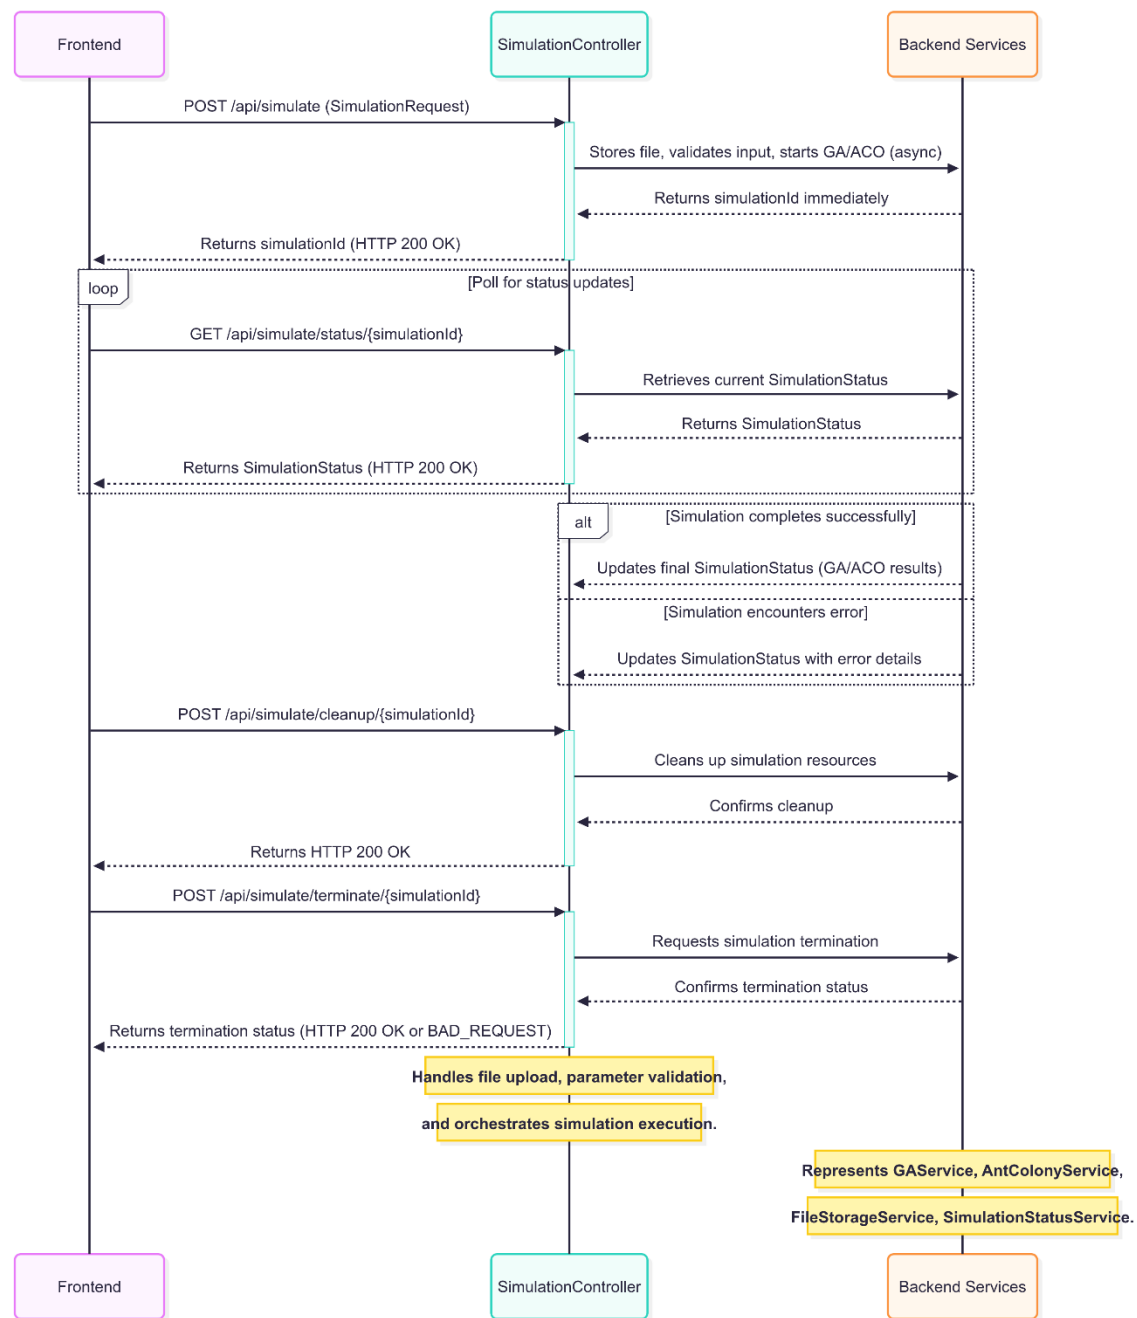 Frontend
SimulationController
Backend Services
POST /api/simulate (SimulationRequest)
Stores file, validates input, starts GA/ACO (async)
Returns simulationId immediately
Returns simulationId (HTTP 200 OK)
loop
[Poll for status updates]
GET /api/simulate/status/{simulationId}
Retrieves current SimulationStatus
Returns SimulationStatus
Returns SimulationStatus (HTTP 200 OK)
alt
[Simulation completes successfully]
Updates final SimulationStatus (GA/ACO results)
[Simulation encounters error]
Updates SimulationStatus with error details
POST /api/simulate/cleanup/{simulationId}
Cleans up simulation resources
Confirms cleanup
Returns HTTP 200 OK
POST /api/simulate/terminate/{simulationId}
Requests simulation termination
Confirms termination status
Returns termination status (HTTP 200 OK or BAD_REQUEST)
Handles file upload, parameter validation,
and orchestrates simulation execution.
Represents GAService, AntColonyService,
FileStorageService, SimulationStatusService.
Frontend
SimulationController
Backend Services